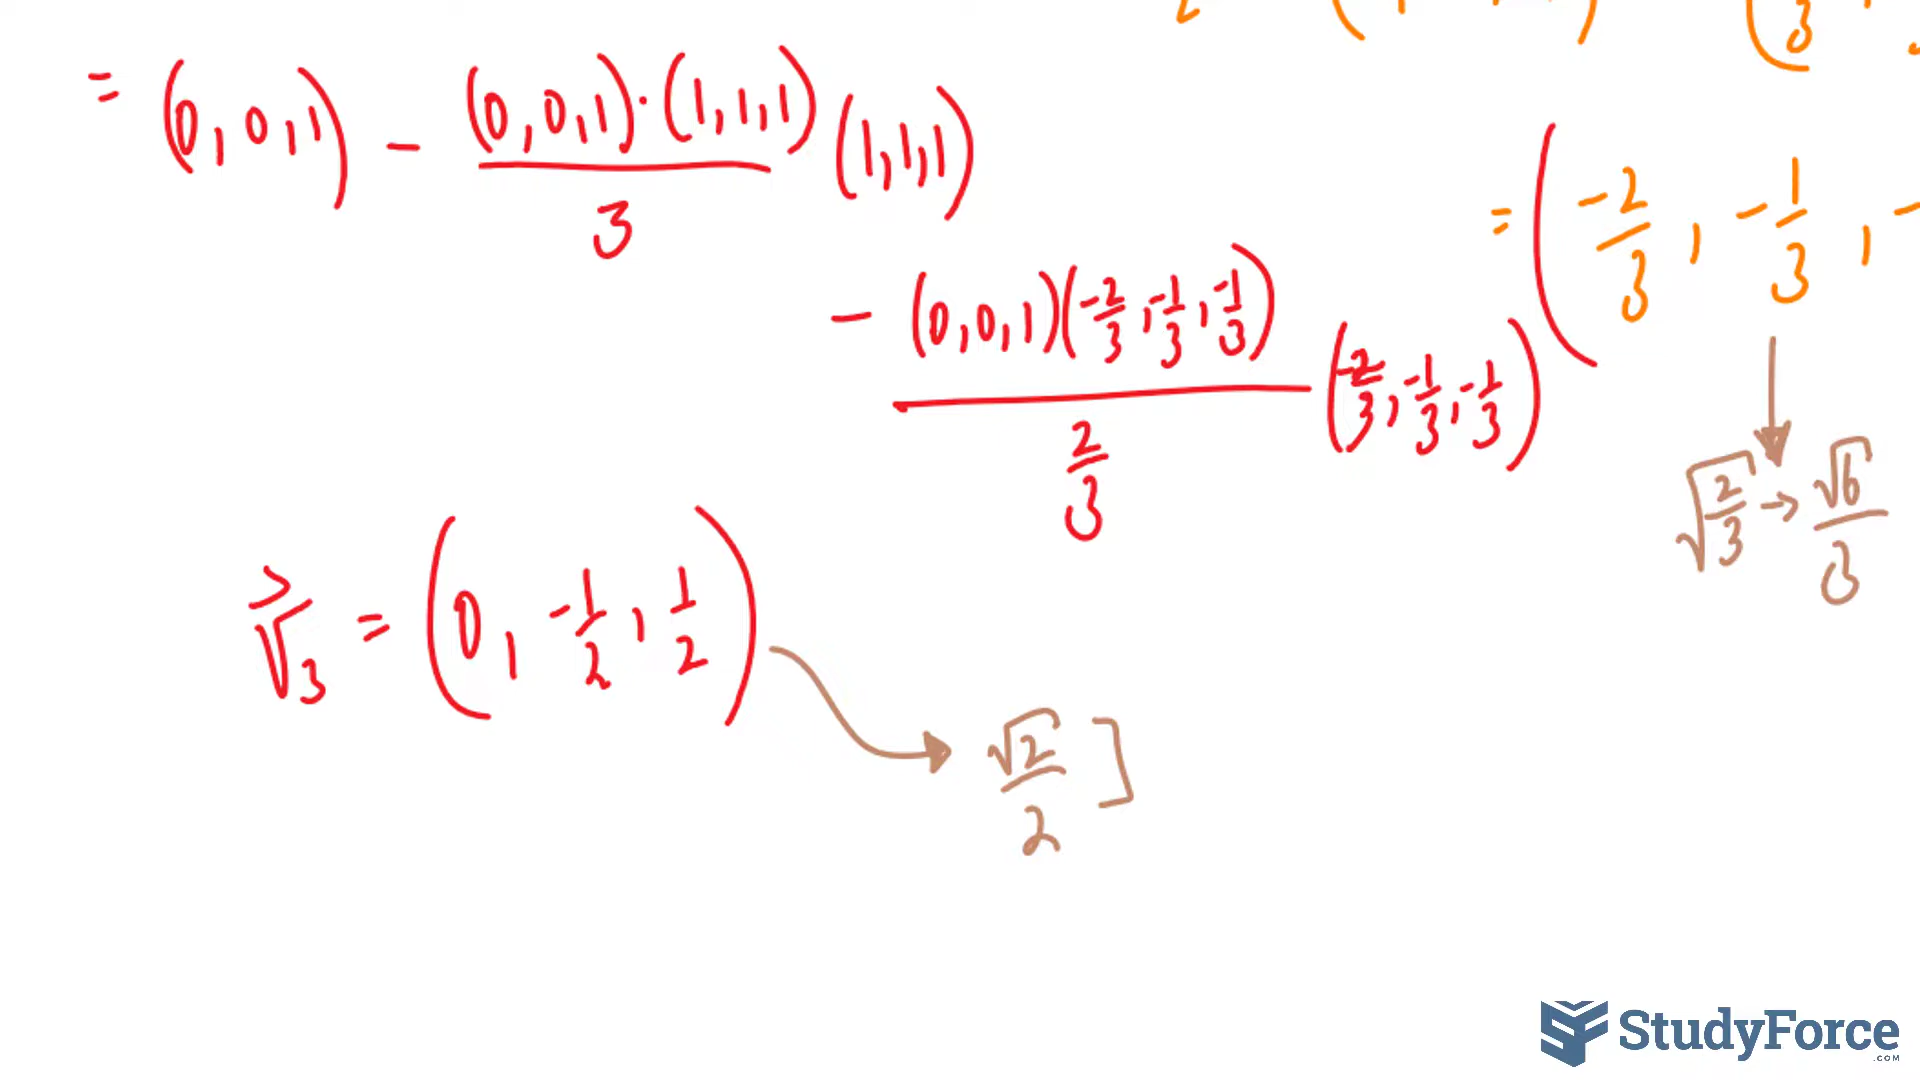 = (0, 0, 1) - (0, 0, 1) · (1, 1, 1) / 3 (1, 1, 1)
- (0, 0, 1)(-2/3, -1/3, -1/3) / 2/3 (-2/3, -1/3, -1/3)
= (-2/3, -1/3, -
√2/3 → √6/3
v⃗3 = (0, -1/2, 1/2)
√2/2 ]
StudyForce
.COM